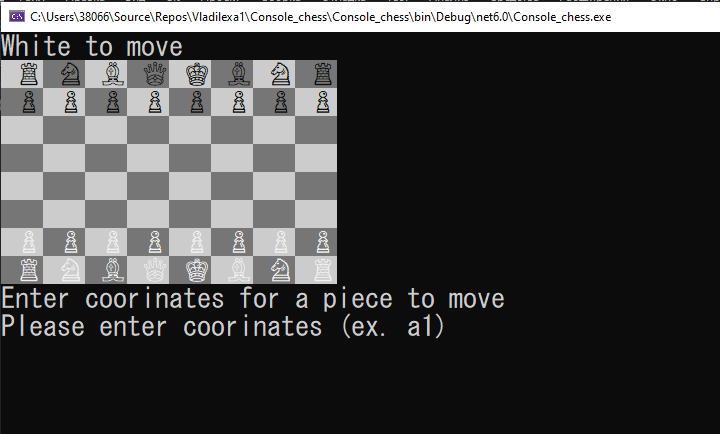 C:\Users\38066\Source\Repos\Vladilexa1\Console_chess\Console_chess\bin\Debug\net6.0\Console_chess.exe
White to move
Enter coorinates for a piece to move
Please enter coorinates (ex. a1)